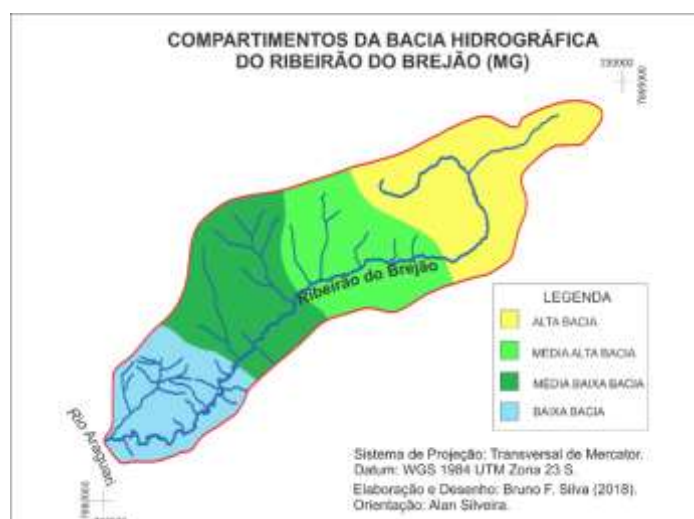 COMPARTIMENTOS DA BACIA HIDROGRÁFICA
DO RIBEIRÃO DO BREJÃO (MG)
Ribeirão do Brejão
LEGENDA
ALTA BACIA
MÉDIA ALTA BACIA
MÉDIA BAIXA BACIA
BAIXA BACIA
Rio Araguari
Sistema de Projeção: Transversal de Mercator.
Datum: WGS 1984 UTM Zona 23 S.
Elaboração e Desenho: Bruno F. Silva (2018).
Orientação: Alan Silveira.